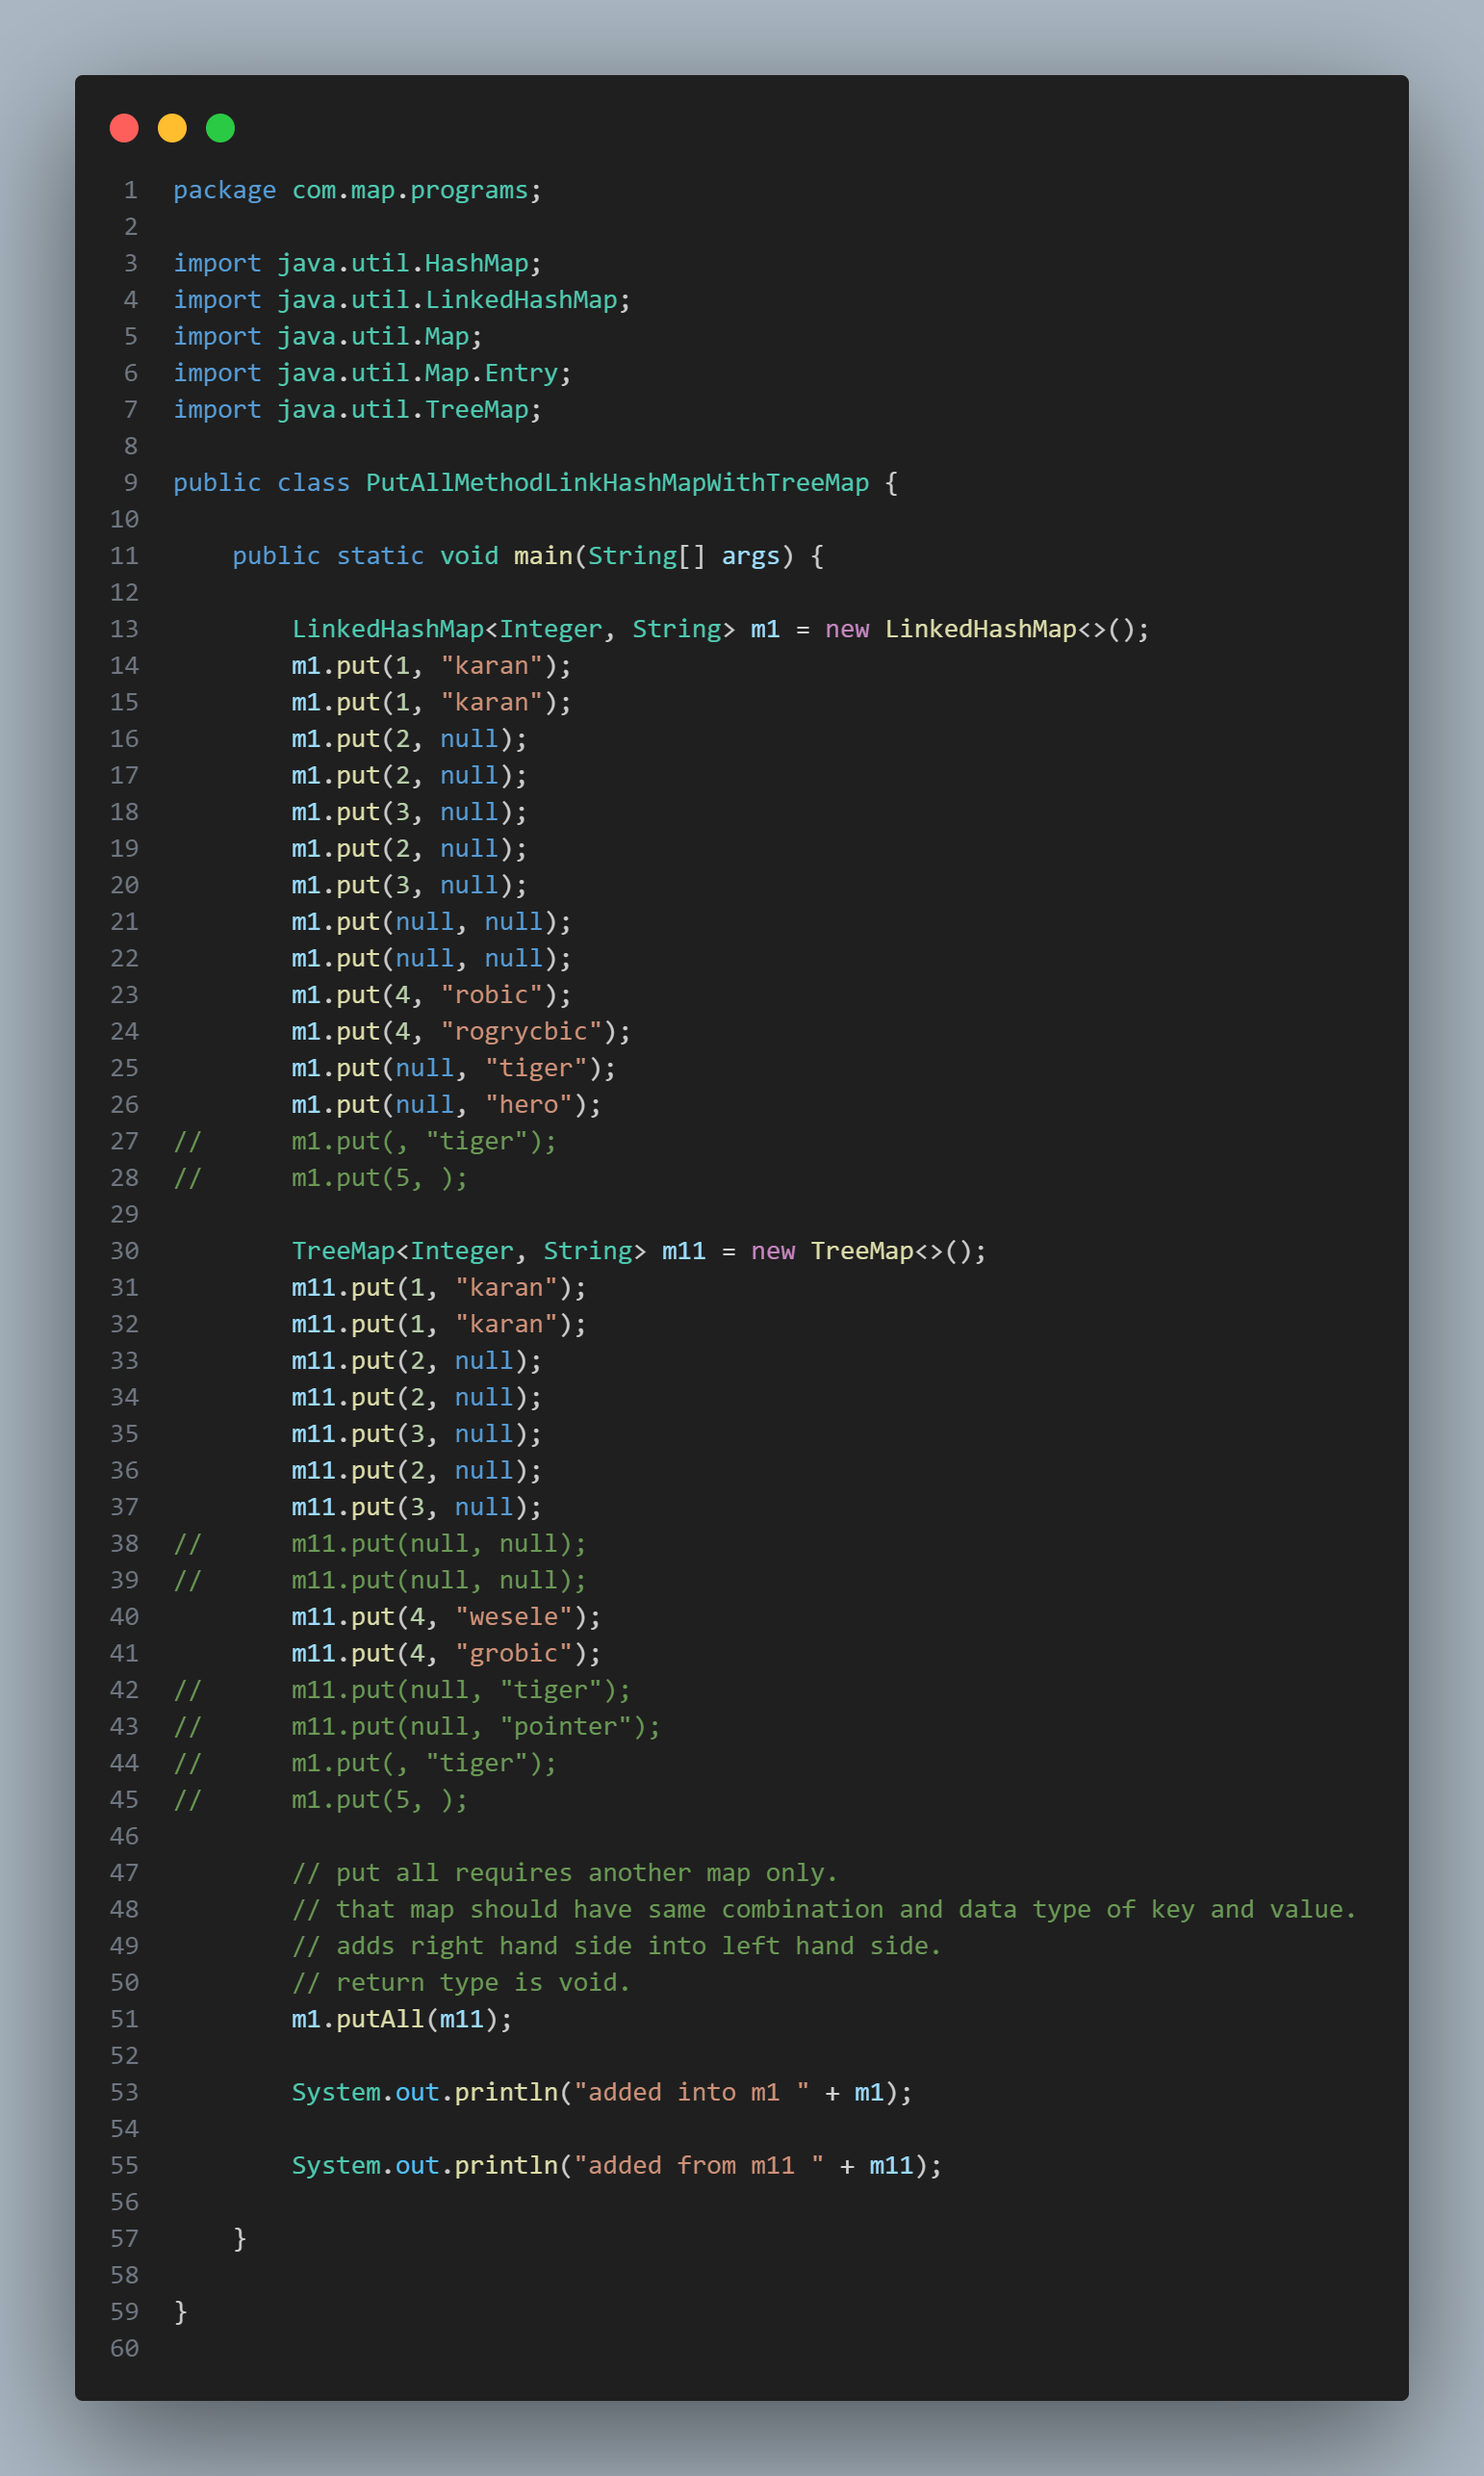 1 package com.map.programs;
2
3 import java.util.HashMap;
4 import java.util.LinkedHashMap;
5 import java.util.Map;
6 import java.util.Map.Entry;
7 import java.util.TreeMap;
8
9 public class PutAllMethodLinkHashMapWithTreeMap {
10
11     public static void main(String[] args) {
12
13         LinkedHashMap<Integer, String> m1 = new LinkedHashMap<>();
14         m1.put(1, "karan");
15         m1.put(1, "karan");
16         m1.put(2, null);
17         m1.put(2, null);
18         m1.put(3, null);
19         m1.put(2, null);
20         m1.put(3, null);
21         m1.put(null, null);
22         m1.put(null, null);
23         m1.put(4, "robic");
24         m1.put(4, "rogrycbic");
25         m1.put(null, "tiger");
26         m1.put(null, "hero");
27 //      m1.put(, "tiger");
28 //      m1.put(5, );
29
30         TreeMap<Integer, String> m11 = new TreeMap<>();
31         m11.put(1, "karan");
32         m11.put(1, "karan");
33         m11.put(2, null);
34         m11.put(2, null);
35         m11.put(3, null);
36         m11.put(2, null);
37         m11.put(3, null);
38 //      m11.put(null, null);
39 //      m11.put(null, null);
40         m11.put(4, "wesele");
41         m11.put(4, "grobic");
42 //      m11.put(null, "tiger");
43 //      m11.put(null, "pointer");
44 //      m1.put(, "tiger");
45 //      m1.put(5, );
46
47         // put all requires another map only.
48         // that map should have same combination and data type of key and value.
49         // adds right hand side into left hand side.
50         // return type is void.
51         m1.putAll(m11);
52
53         System.out.println("added into m1 " + m1);
54
55         System.out.println("added from m11 " + m11);
56
57     }
58
59 }
60